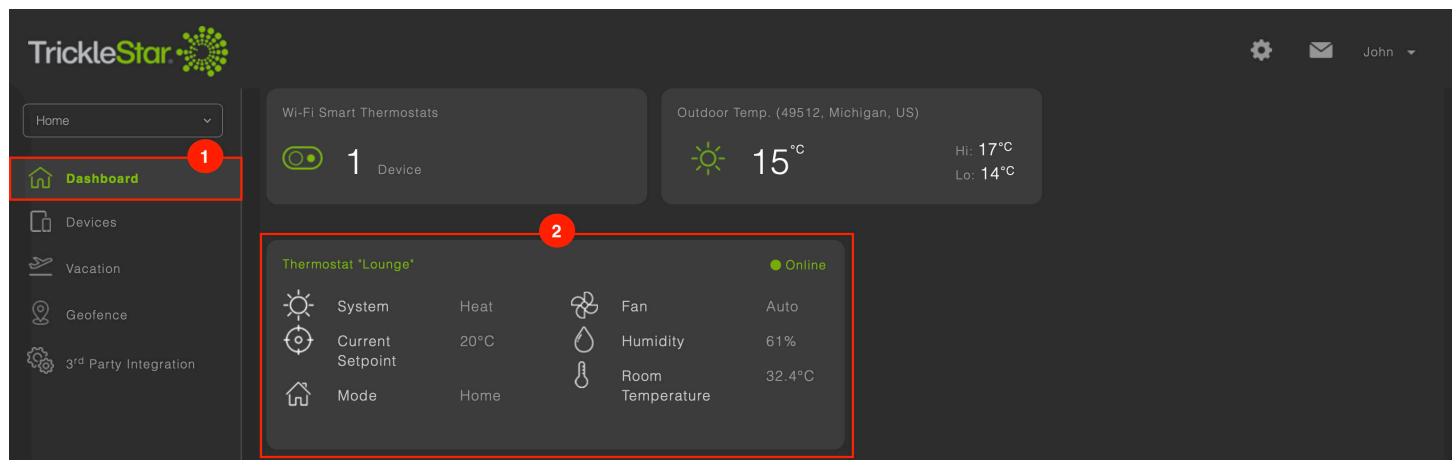 TrickleStar
John
Home
1
Dashboard
Devices
Vacation
Geofence
3rd Party Integration
Wi-Fi Smart Thermostats
1 Device
Outdoor Temp. (49512, Michigan, US)
15°C
Hi: 17°C
Lo: 14°C
2
Thermostat "Lounge"
Online
System Heat
Current Setpoint 20°C
Mode Home
Fan Auto
Humidity 61%
Room Temperature 32.4°C